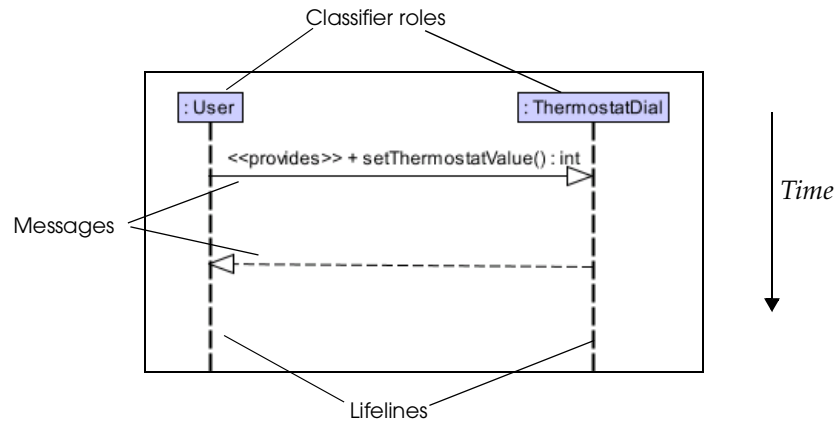 Classifier roles
: User
: ThermostatDial
<<provides>> + setThermostatValue() : int
Time
Messages
Lifelines